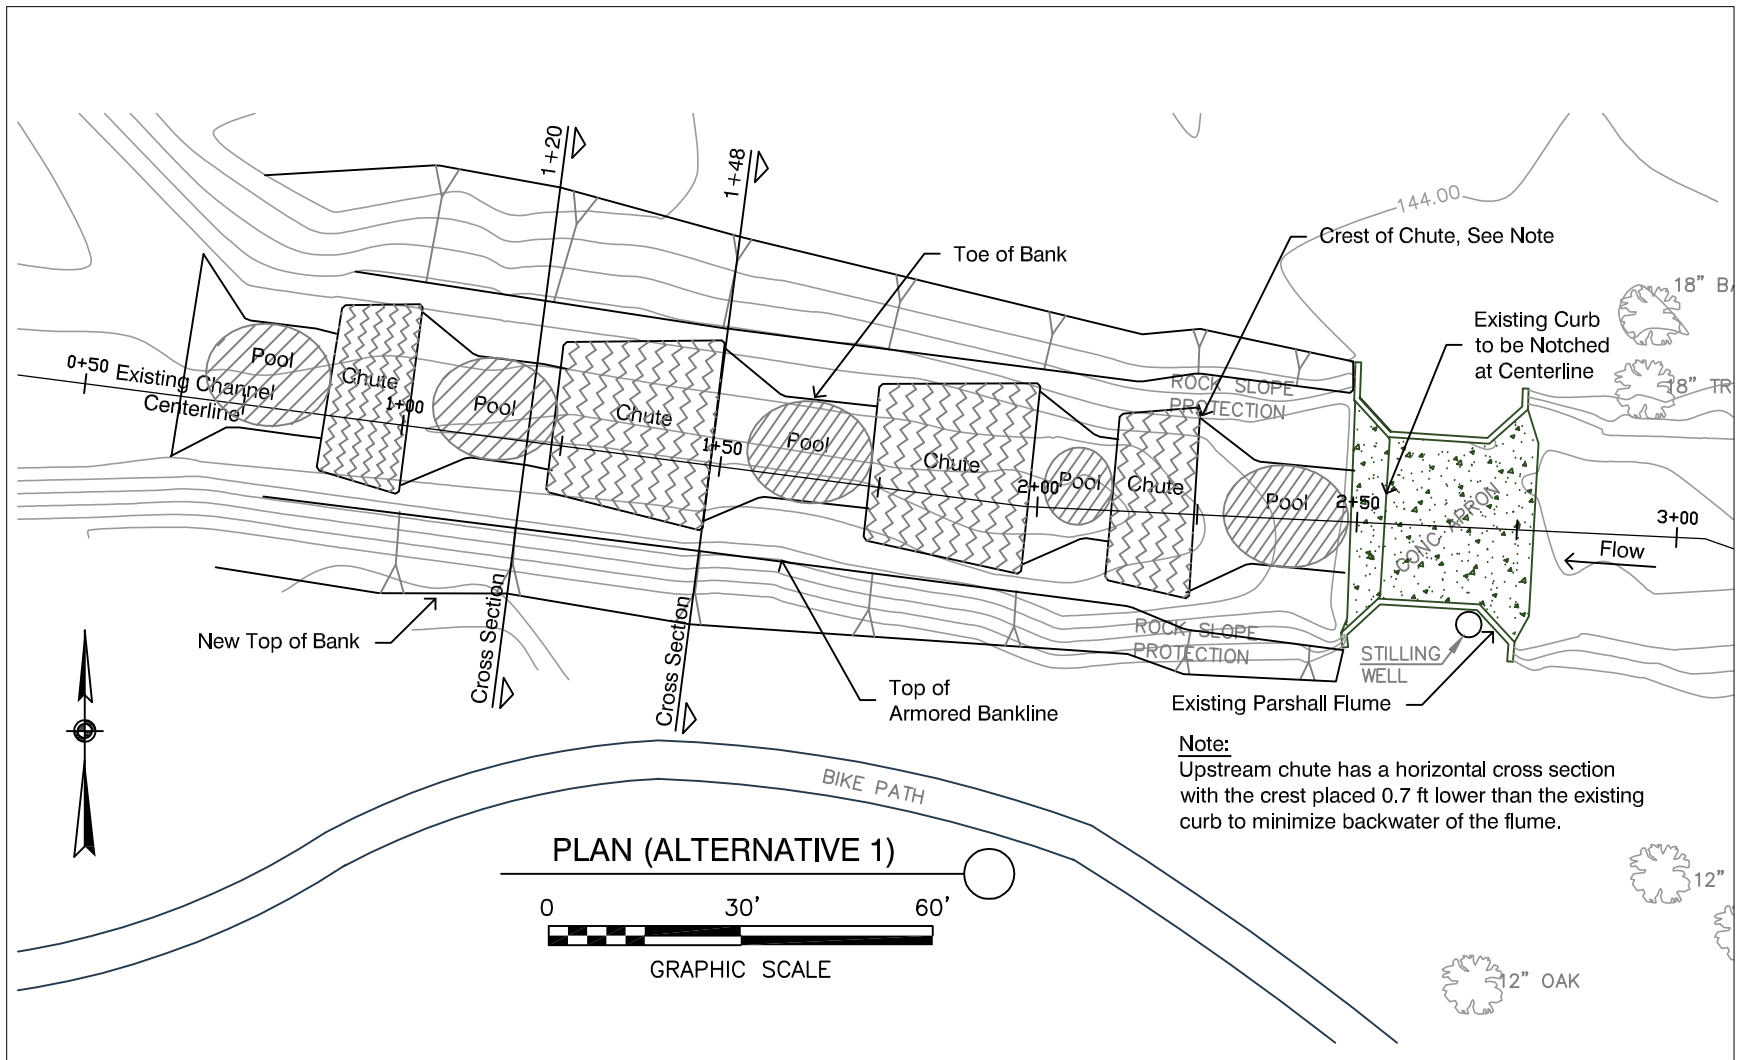 1+20
1+48
144.00
Crest of Chute, See Note
Toe of Bank
18" BA
Existing Curb
to be Notched
at Centerline
0+50
Existing Channel
Centerline
Pool
Chute
1+00
Pool
Chute
1+50
Pool
Chute
2+00
Pool
Chute
Pool
2+50
ROCK SLOPE
PROTECTION
18" TR
CONC APRON
3+00
Flow
New Top of Bank
Cross Section
Cross Section
ROCK SLOPE
PROTECTION
STILLING
WELL
Top of
Armored Bankline
Existing Parshall Flume
Note:
Upstream chute has a horizontal cross section
with the crest placed 0.7 ft lower than the existing
curb to minimize backwater of the flume.
BIKE PATH
PLAN (ALTERNATIVE 1)
0 30' 60'
GRAPHIC SCALE
12"
12" OAK